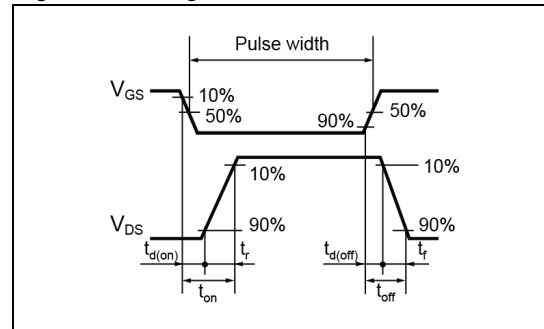 Pulse width
VGS
10%
50%
90%
50%
10%
10%
VDS
90%
90%
td(on)
tr
td(off)
tf
ton
toff